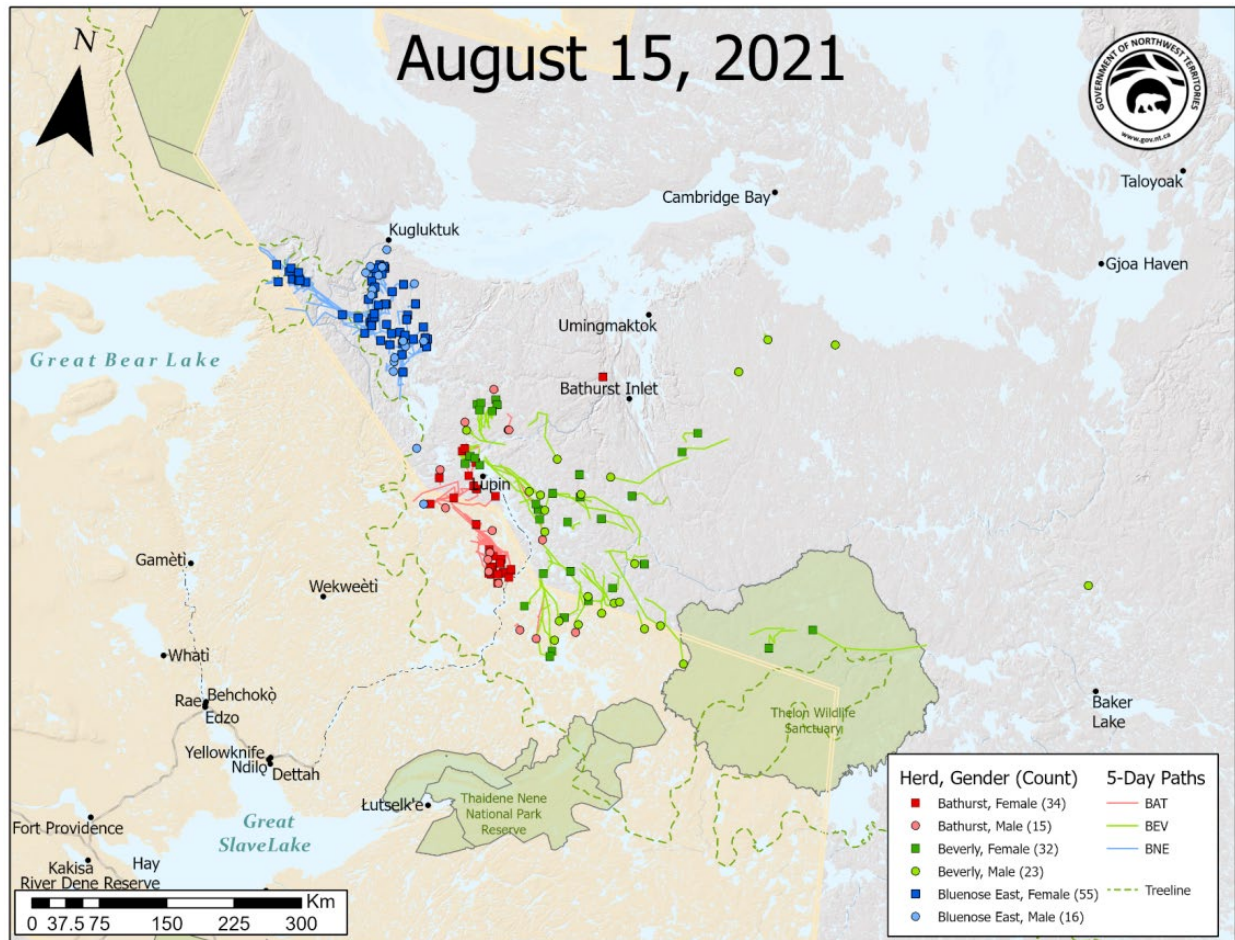 August 15, 2021
N
GOVERNMENT OF NORTHWEST TERRITORIES
www.gov.nt.ca
Taloyoak
Cambridge Bay
Kugluktuk
Gjoa Haven
Umingmaktok
Great Bear Lake
Bathurst Inlet
Lupin
Gamètì
Wekweètì
Whatì
Behchokǫ̀
Rae
Edzo
Baker
Lake
Thelon Wildlife
Sanctuary
Yellowknife
Ndilǫ
Dettah
Łutselk'e
Thaidene Nene
National Park
Reserve
Fort Providence
Great
Slave Lake
Kakisa
Hay
River Dene Reserve
Km
0 37.5 75 150 225 300
Herd, Gender (Count)
Bathurst, Female (34)
Bathurst, Male (15)
Beverly, Female (32)
Beverly, Male (23)
Bluenose East, Female (55)
Bluenose East, Male (16)
5-Day Paths
BAT
BEV
BNE
Treeline